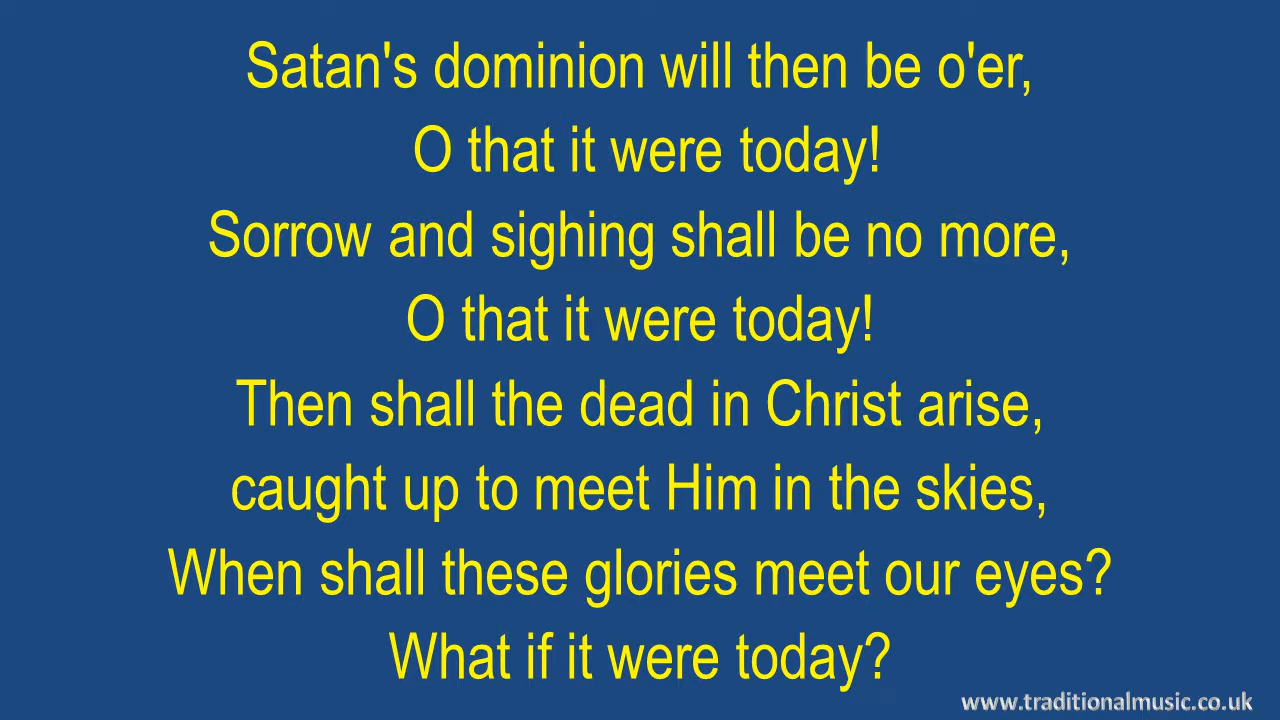 Satan's dominion will then be o'er,
O that it were today!
Sorrow and sighing shall be no more,
O that it were today!
Then shall the dead in Christ arise,
caught up to meet Him in the skies,
When shall these glories meet our eyes?
What if it were today?
www.traditionalmusic.co.uk